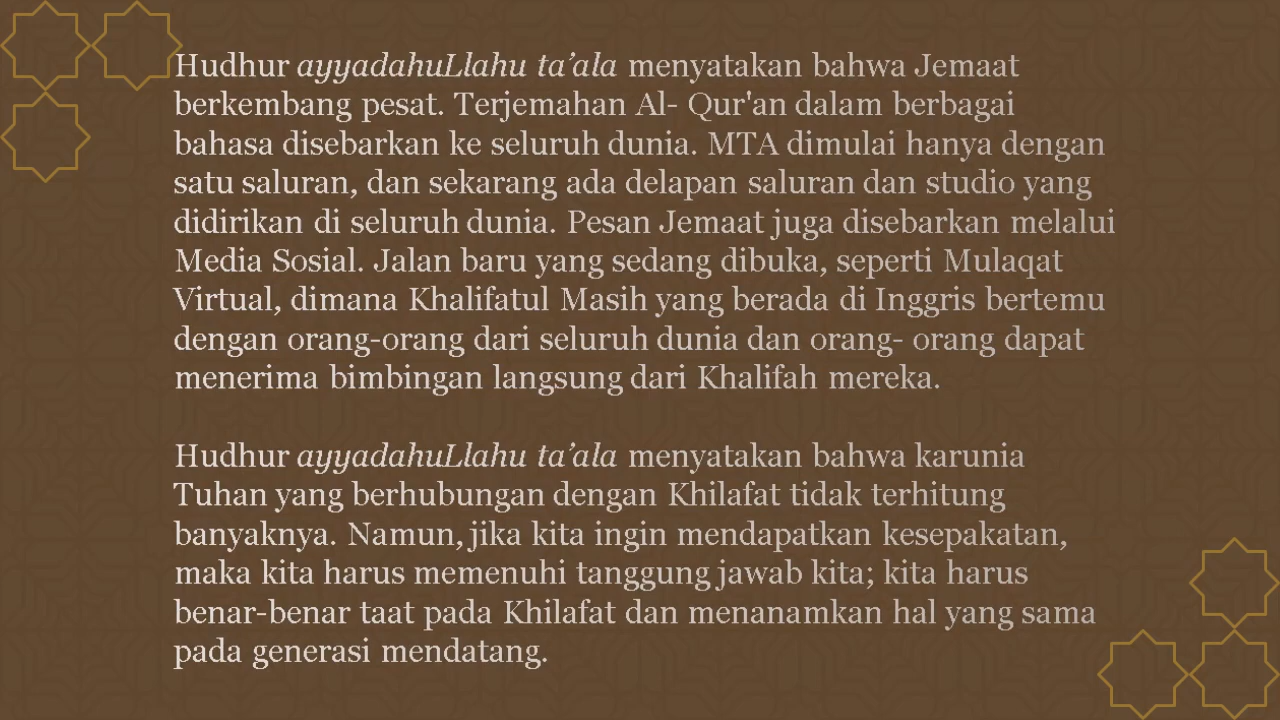 Hudhur ayyadahuLlahu ta’ala menyatakan bahwa Jemaat
berkembang pesat. Terjemahan Al- Qur'an dalam berbagai
bahasa disebarkan ke seluruh dunia. MTA dimulai hanya dengan
satu saluran, dan sekarang ada delapan saluran dan studio yang
didirikan di seluruh dunia. Pesan Jemaat juga disebarkan melalui
Media Sosial. Jalan baru yang sedang dibuka, seperti Mulaqat
Virtual, dimana Khalifatul Masih yang berada di Inggris bertemu
dengan orang-orang dari seluruh dunia dan orang- orang dapat
menerima bimbingan langsung dari Khalifah mereka.

Hudhur ayyadahuLlahu ta’ala menyatakan bahwa karunia
Tuhan yang berhubungan dengan Khilafat tidak terhitung
banyaknya. Namun, jika kita ingin mendapatkan kesepakatan,
maka kita harus memenuhi tanggung jawab kita; kita harus
benar-benar taat pada Khilafat dan menanamkan hal yang sama
pada generasi mendatang.